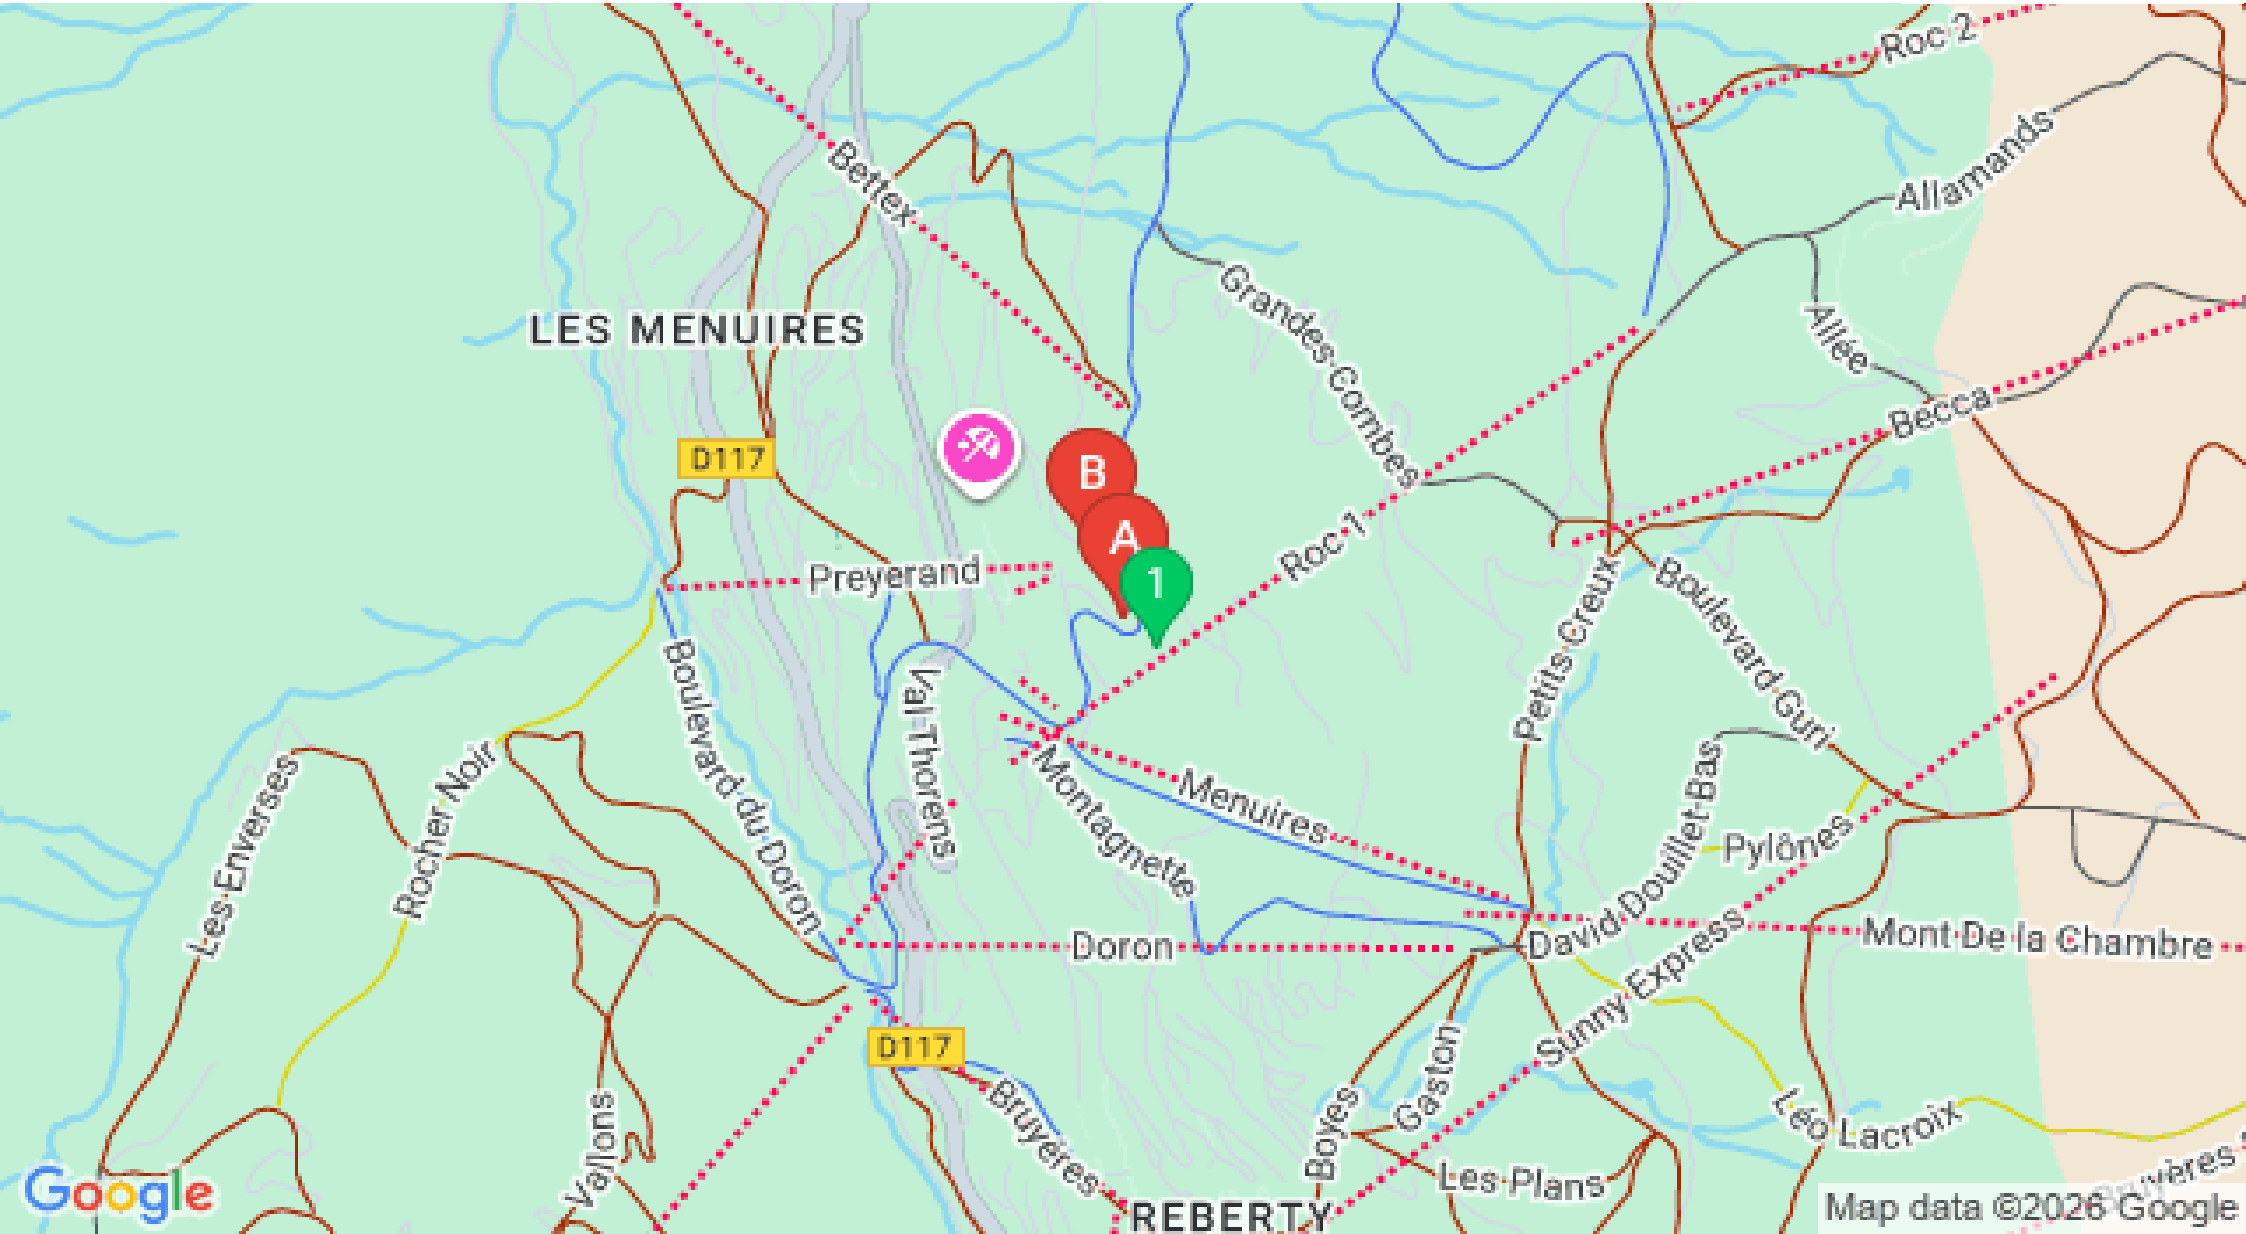 Roc 2
Allamands
Bettex
Grandes Combes
LES MENUIRES
Allée
Becca
D117
B
A
1
Roc 1
Preyerand
Petits Creux
Boulevard Guri
Boulevard du Doron
Val Thorens
Les Enverses
Rocher Noir
Montagnette
Menuires
David Douillet Bas
Pylônes
Doron
Mont De la Chambre
Sunny Express
D117
Bruyères
Boyes
Gaston
Léo Lacroix
Vallons
Les Plans
Bruyères
REBERTY
Google
Map data ©2026 Google